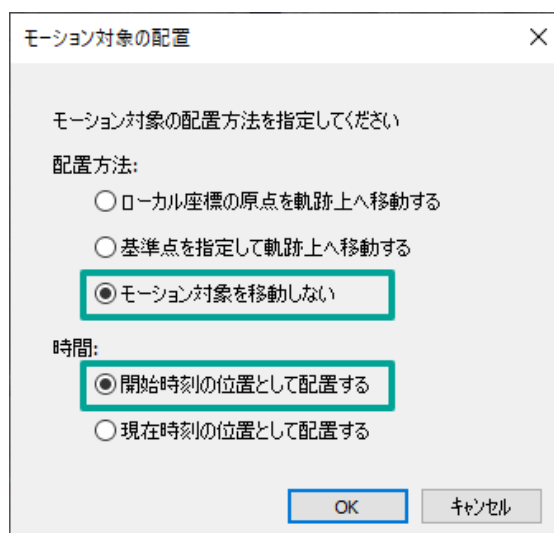 モーション対象の配置
モーション対象の配置方法を指定してください
配置方法:
ローカル座標の原点を軌跡上へ移動する
基準点を指定して軌跡上へ移動する
モーション対象を移動しない
時間:
開始時刻の位置として配置する
現在時刻の位置として配置する
OK キャンセル